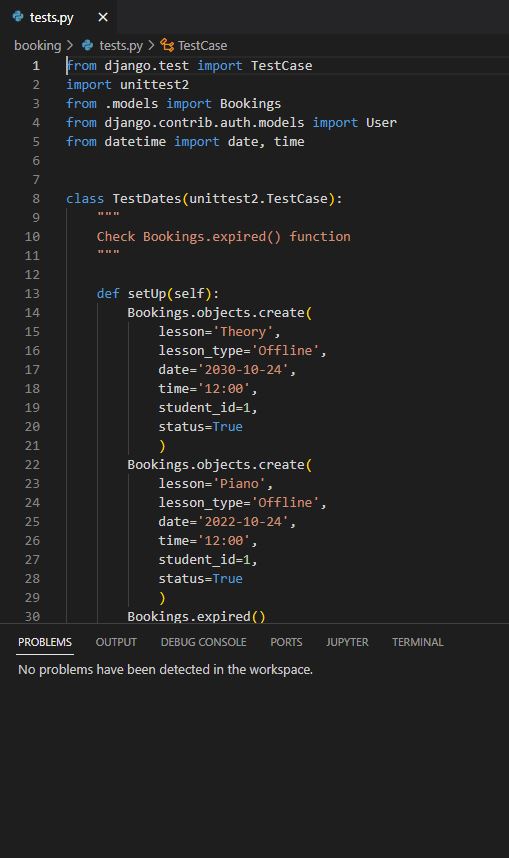 tests.py
booking > tests.py > TestCase
1 from django.test import TestCase
2 import unittest2
3 from .models import Bookings
4 from django.contrib.auth.models import User
5 from datetime import date, time
6
7
8 class TestDates(unittest2.TestCase):
9     """
10     Check Bookings.expired() function
11     """
12
13     def setUp(self):
14         Bookings.objects.create(
15             lesson='Theory',
16             lesson_type='Offline',
17             date='2030-10-24',
18             time='12:00',
19             student_id=1,
20             status=True
21             )
22         Bookings.objects.create(
23             lesson='Piano',
24             lesson_type='Offline',
25             date='2022-10-24',
26             time='12:00',
27             student_id=1,
28             status=True
29             )
30         Bookings.expired()
PROBLEMS OUTPUT DEBUG CONSOLE PORTS JUPYTER TERMINAL
No problems have been detected in the workspace.